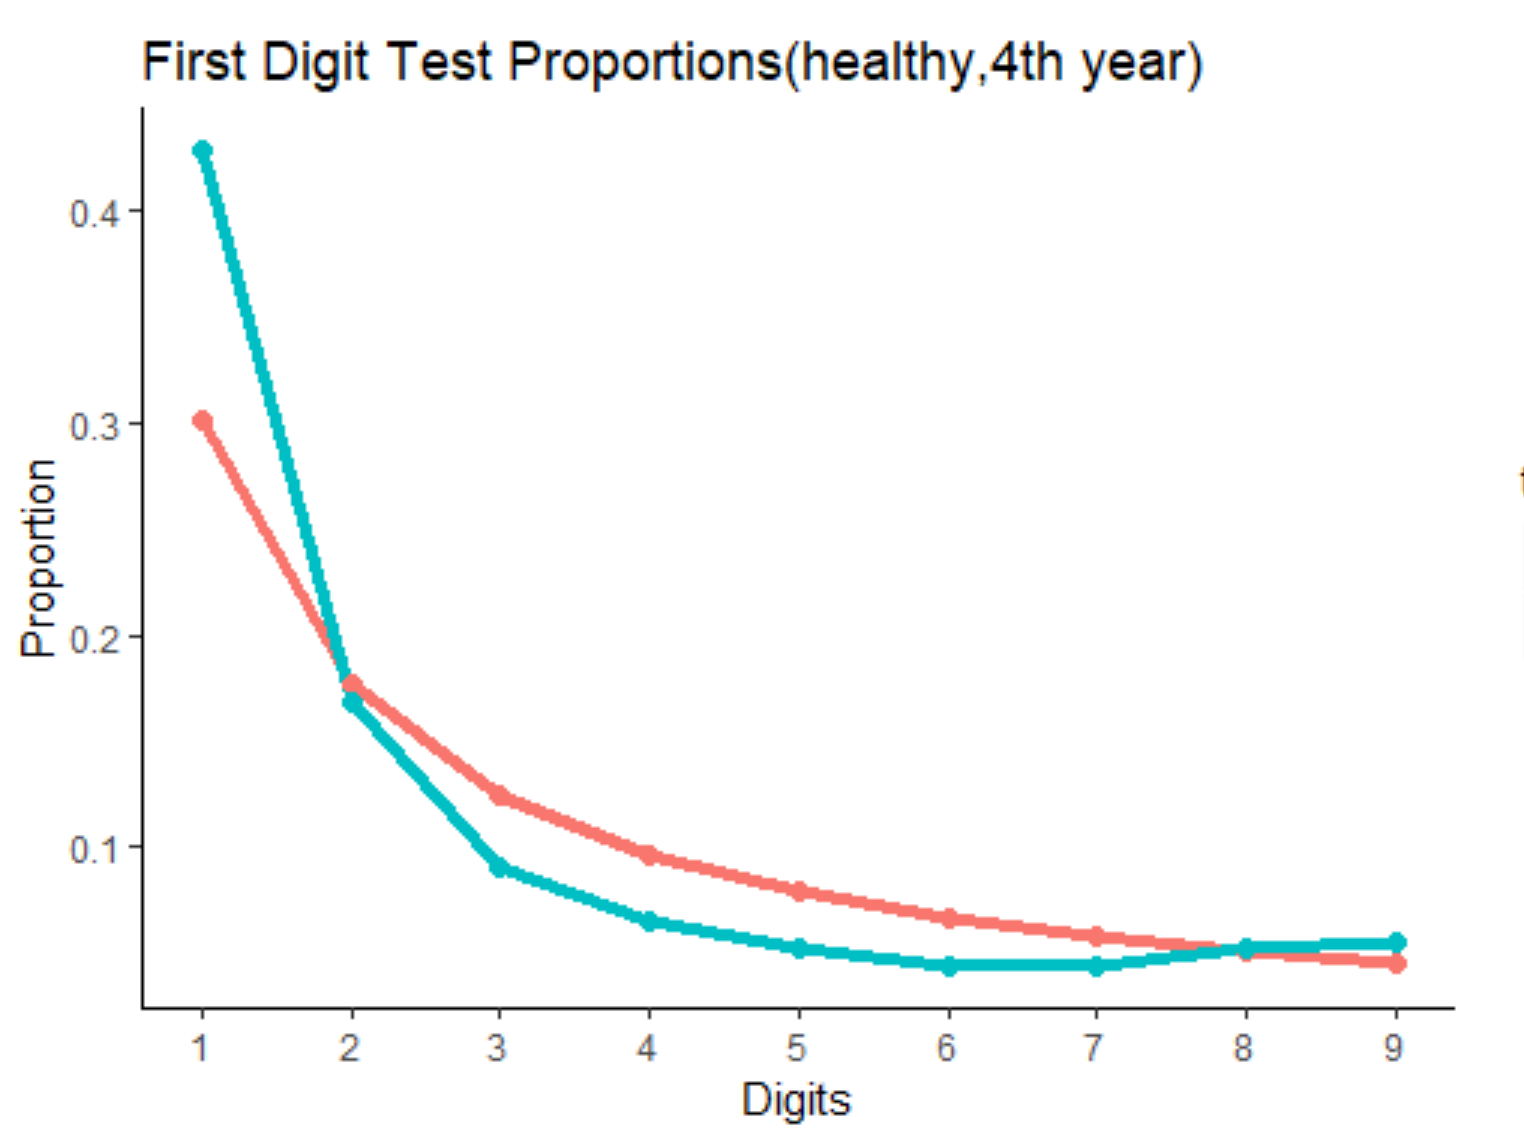 First Digit Test Proportions(healthy,4th year)
Proportion
0.4
0.3
0.2
0.1
1 2 3 4 5 6 7 8 9
Digits